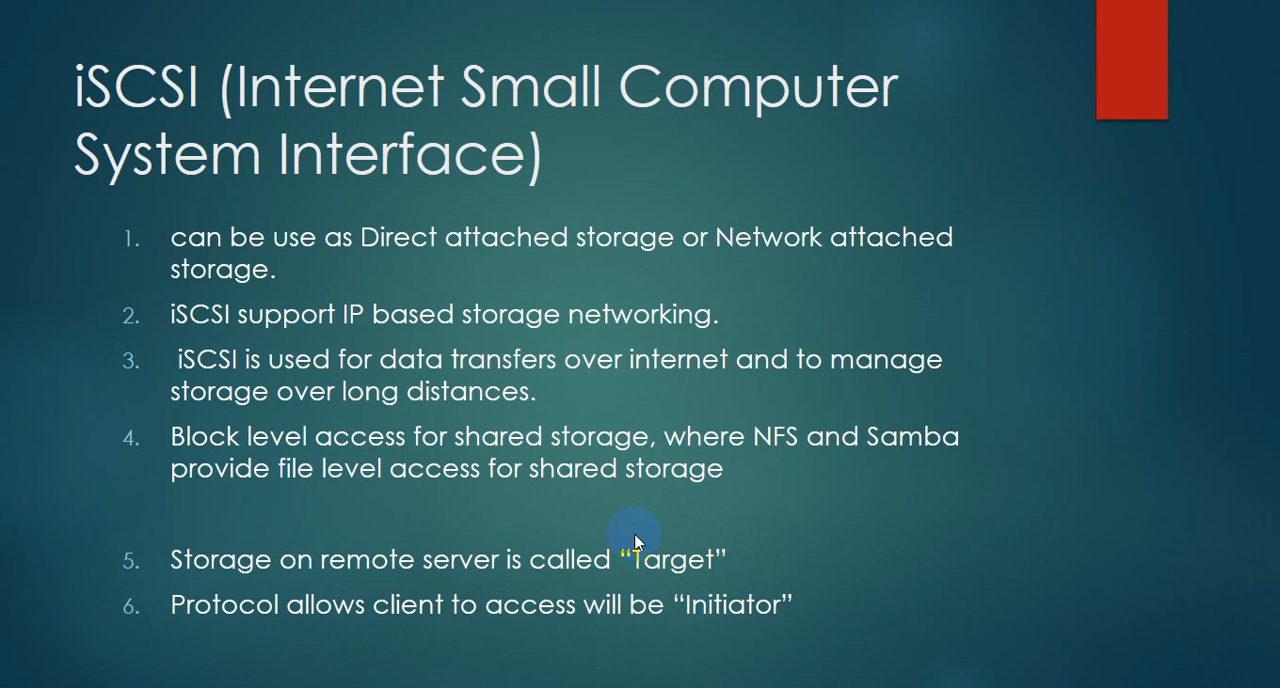 iSCSI (Internet Small Computer
System Interface)
1. can be use as Direct attached storage or Network attached
storage.
2. iSCSI support IP based storage networking.
3. iSCSI is used for data transfers over internet and to manage
storage over long distances.
4. Block level access for shared storage, where NFS and Samba
provide file level access for shared storage
5. Storage on remote server is called “Target”
6. Protocol allows client to access will be “Initiator”